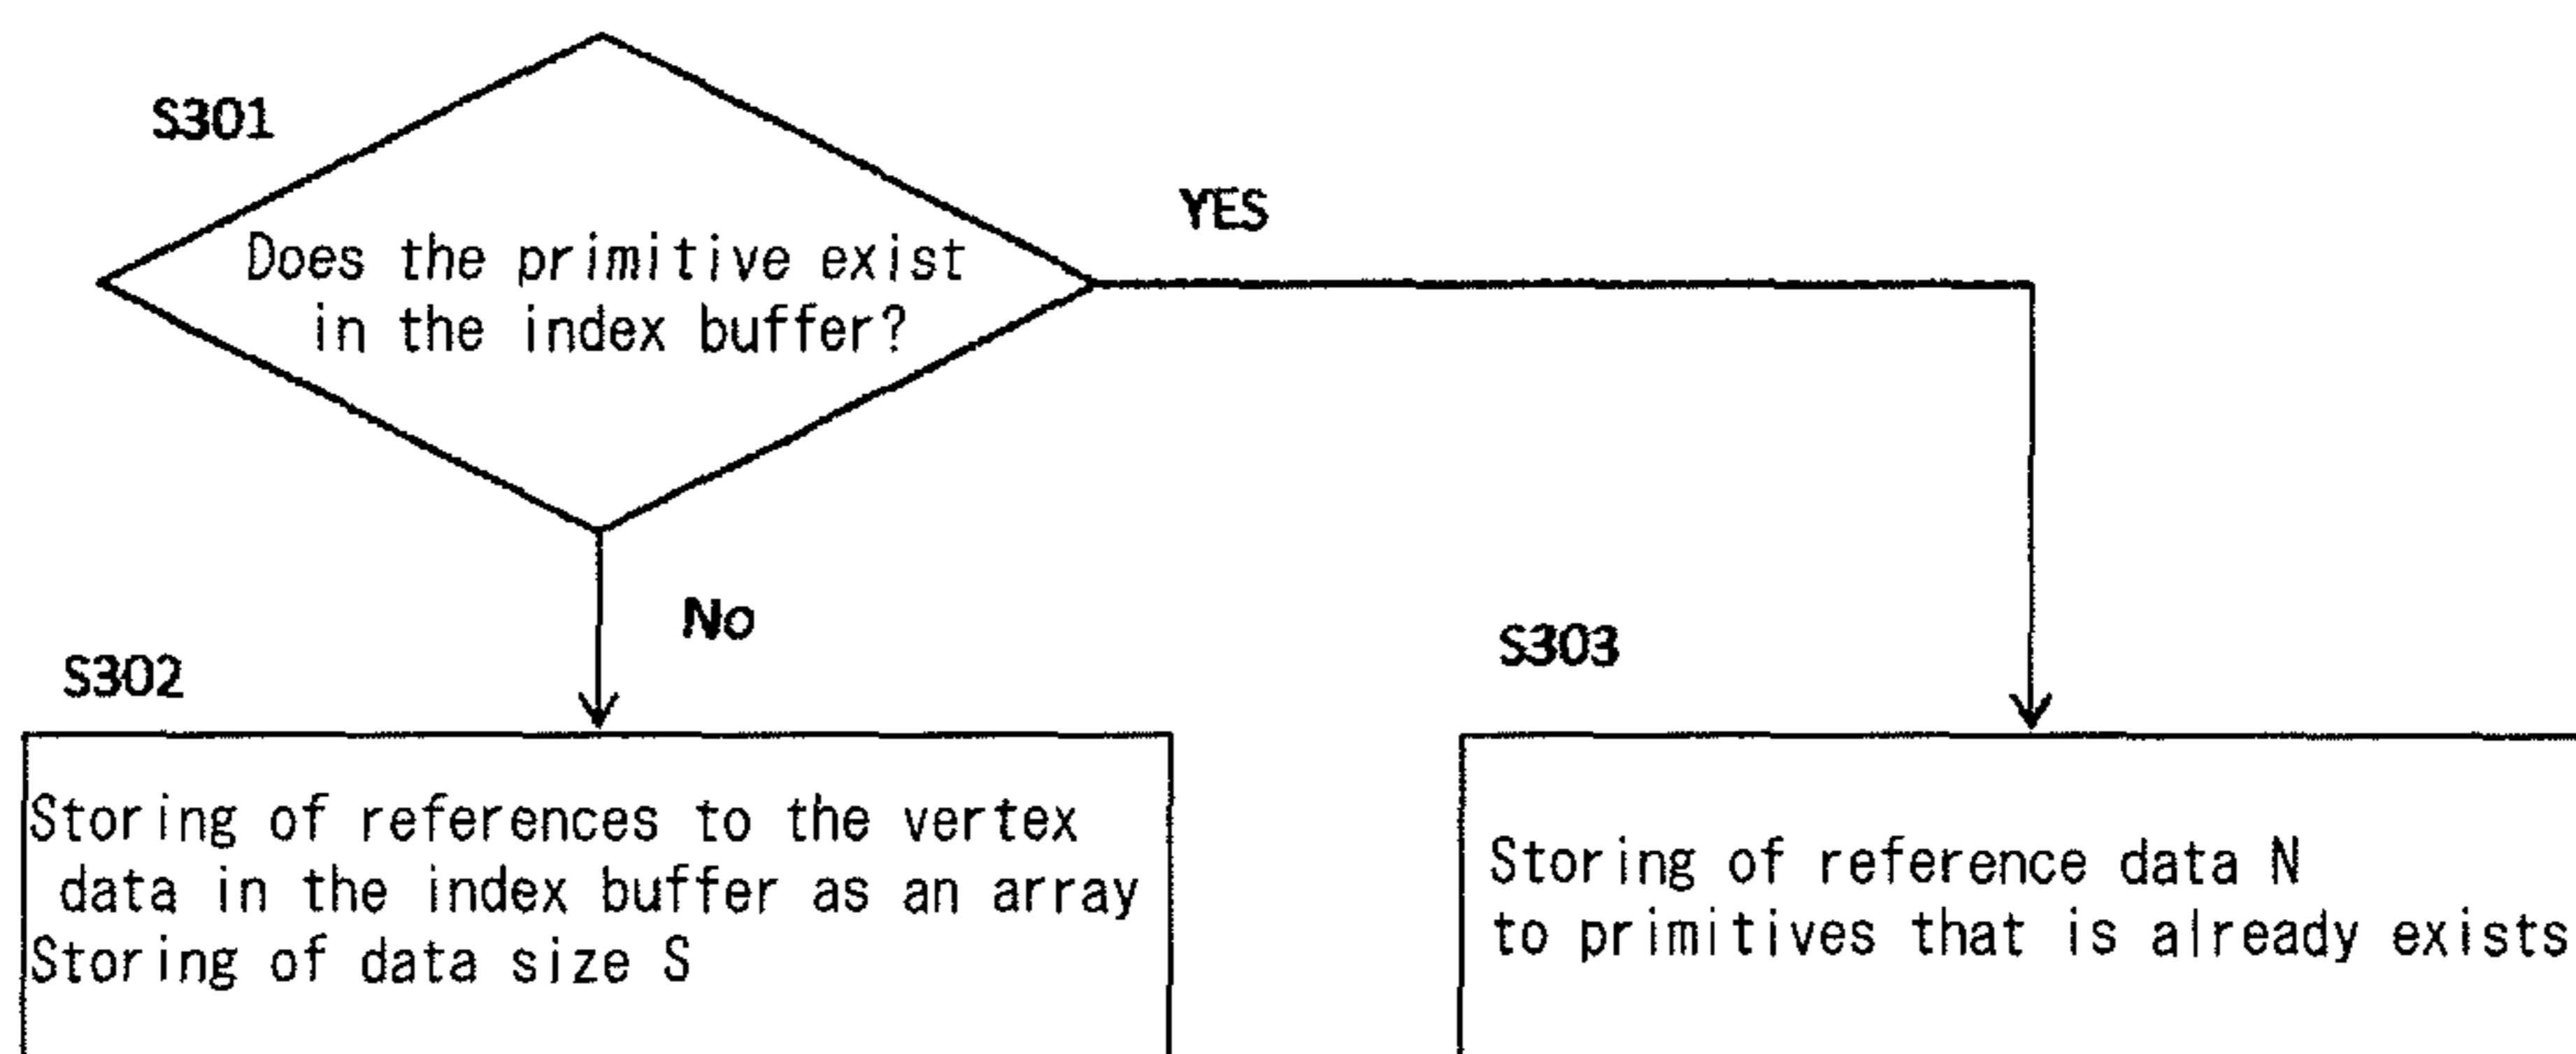 S301
Does the primitive exist
in the index buffer?
YES
No
S302
Storing of references to the vertex
data in the index buffer as an array
Storing of data size S
S303
Storing of reference data N
to primitives that is already exists